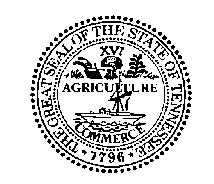 THE GREAT SEAL OF THE STATE OF TENNESSEE
XVI
AGRICULTURE
COMMERCE
1796